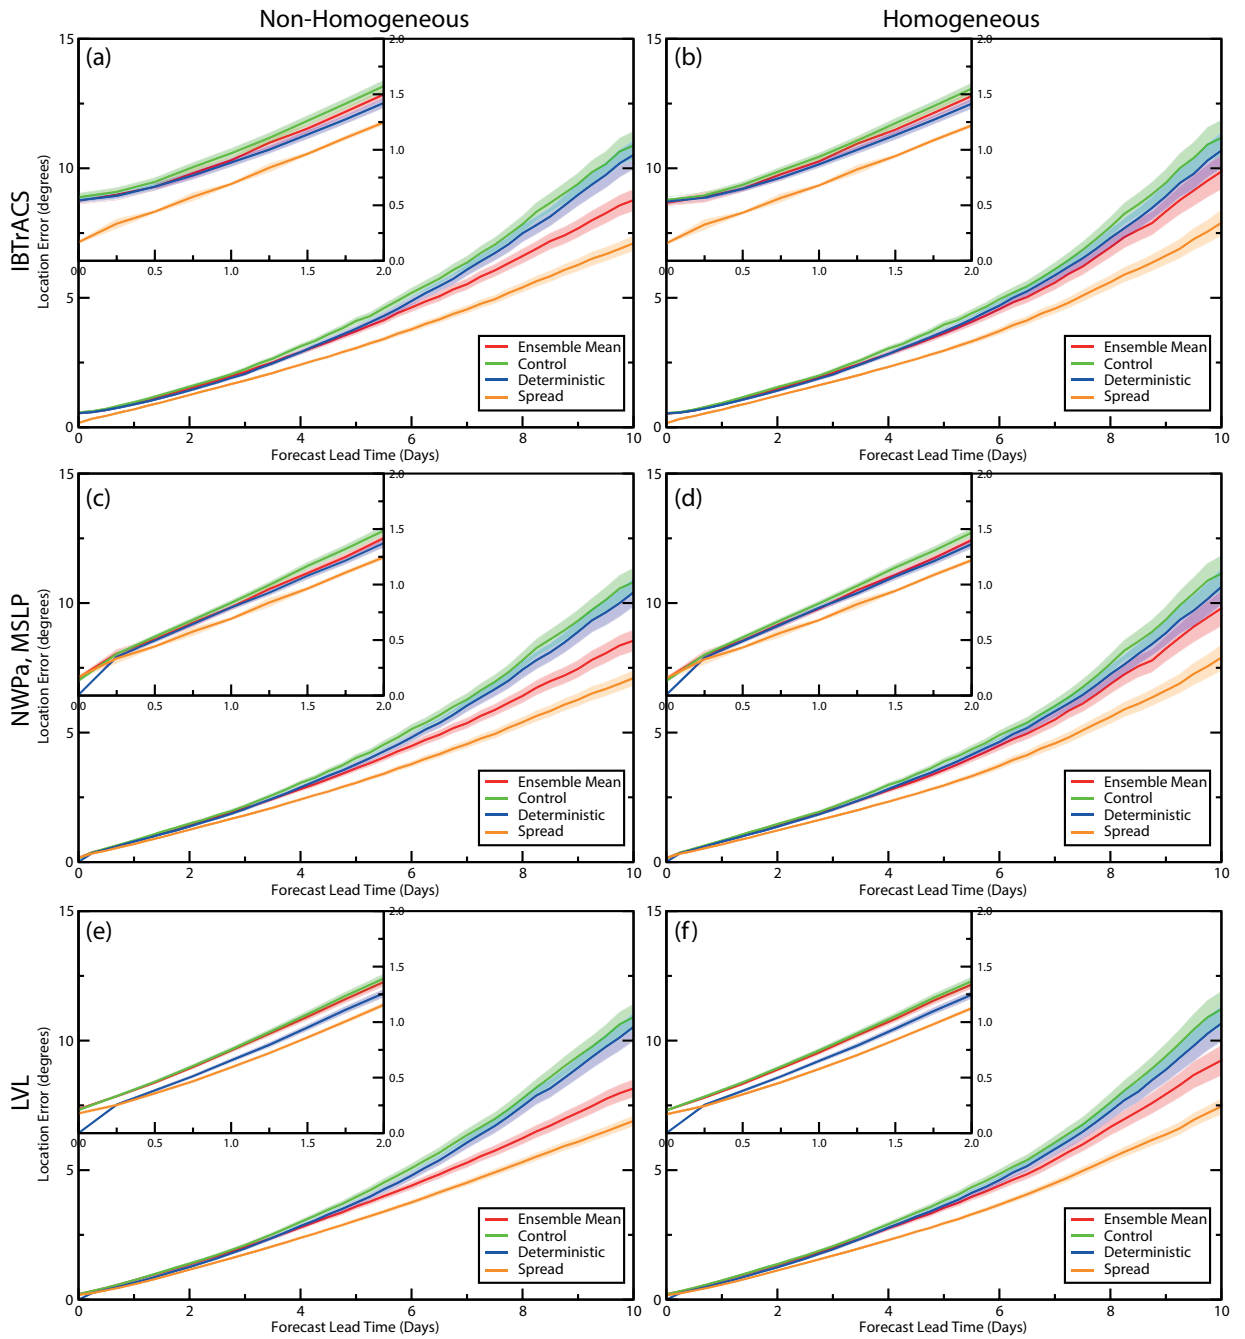 Non-Homogeneous
Homogeneous
IBTrACS
Location Error (degrees)
(a)
15
10
5
0
2.0
1.5
1.0
0.5
0.0
0.0 0.5 1.0 1.5 2.0
Ensemble Mean
Control
Deterministic
Spread
0 2 4 6 8 10
Forecast Lead Time (Days)
(b)
15
10
5
0
2.0
1.5
1.0
0.5
0.0
0.0 0.5 1.0 1.5 2.0
Ensemble Mean
Control
Deterministic
Spread
0 2 4 6 8 10
Forecast Lead Time (Days)
NWPa, MSLP
Location Error (degrees)
(c)
15
10
5
0
2.0
1.5
1.0
0.5
0.0
0.0 0.5 1.0 1.5 2.0
Ensemble Mean
Control
Deterministic
Spread
0 2 4 6 8 10
Forecast Lead Time (Days)
(d)
15
10
5
0
2.0
1.5
1.0
0.5
0.0
0.0 0.5 1.0 1.5 2.0
Ensemble Mean
Control
Deterministic
Spread
0 2 4 6 8 10
Forecast Lead Time (Days)
LVL
Location Error (degrees)
(e)
15
10
5
0
2.0
1.5
1.0
0.5
0.0
0.0 0.5 1.0 1.5 2.0
Ensemble Mean
Control
Deterministic
Spread
0 2 4 6 8 10
Forecast Lead Time (Days)
(f)
15
10
5
0
2.0
1.5
1.0
0.5
0.0
0.0 0.5 1.0 1.5 2.0
Ensemble Mean
Control
Deterministic
Spread
0 2 4 6 8 10
Forecast Lead Time (Days)